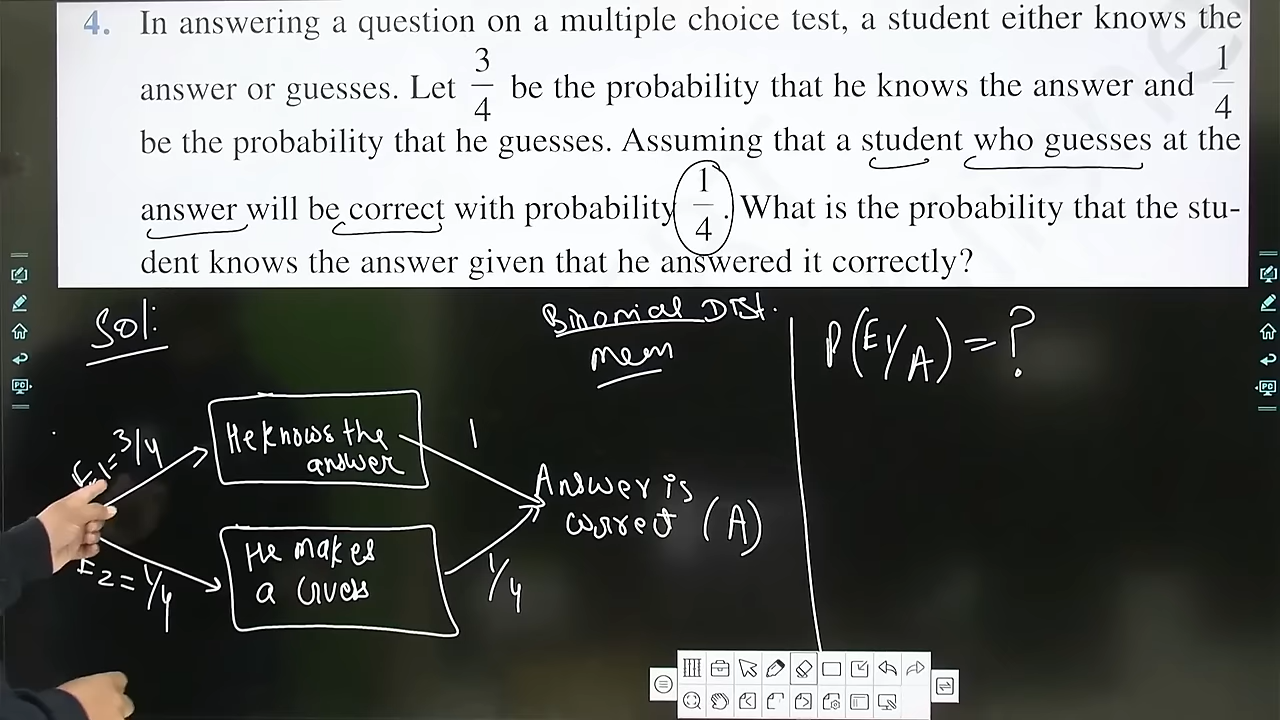 4. In answering a question on a multiple choice test, a student either knows the
answer or guesses. Let 3/4 be the probability that he knows the answer and 1/4
be the probability that he guesses. Assuming that a student who guesses at the
answer will be correct with probability 1/4. What is the probability that the stu-
dent knows the answer given that he answered it correctly?
Sol:
Binomial Dist.
Mean
P(E1/A) = ?
E1 = 3/4
He knows the
answer
1
Answer is
correct (A)
E2 = 1/4
He makes
a Guess
1/4
PC
PC